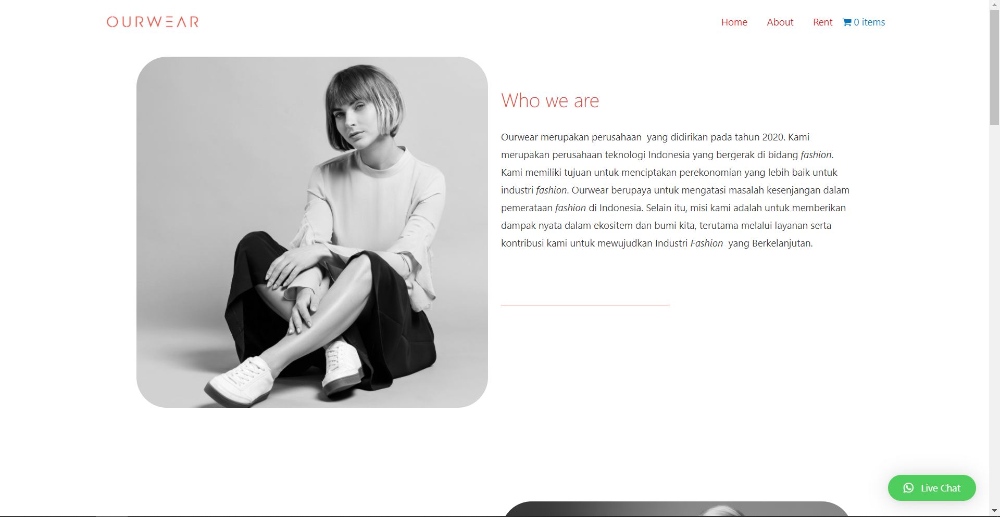 OURWEAR
Home About Rent 0 items
Who we are
Ourwear merupakan perusahaan yang didirikan pada tahun 2020. Kami
merupakan perusahaan teknologi Indonesia yang bergerak di bidang fashion.
Kami memiliki tujuan untuk menciptakan perekonomian yang lebih baik untuk
industri fashion. Ourwear berupaya untuk mengatasi masalah kesenjangan dalam
pemerataan fashion di Indonesia. Selain itu, misi kami adalah untuk memberikan
dampak nyata dalam ekositem dan bumi kita, terutama melalui layanan serta
kontribusi kami untuk mewujudkan Industri Fashion yang Berkelanjutan.
Live Chat